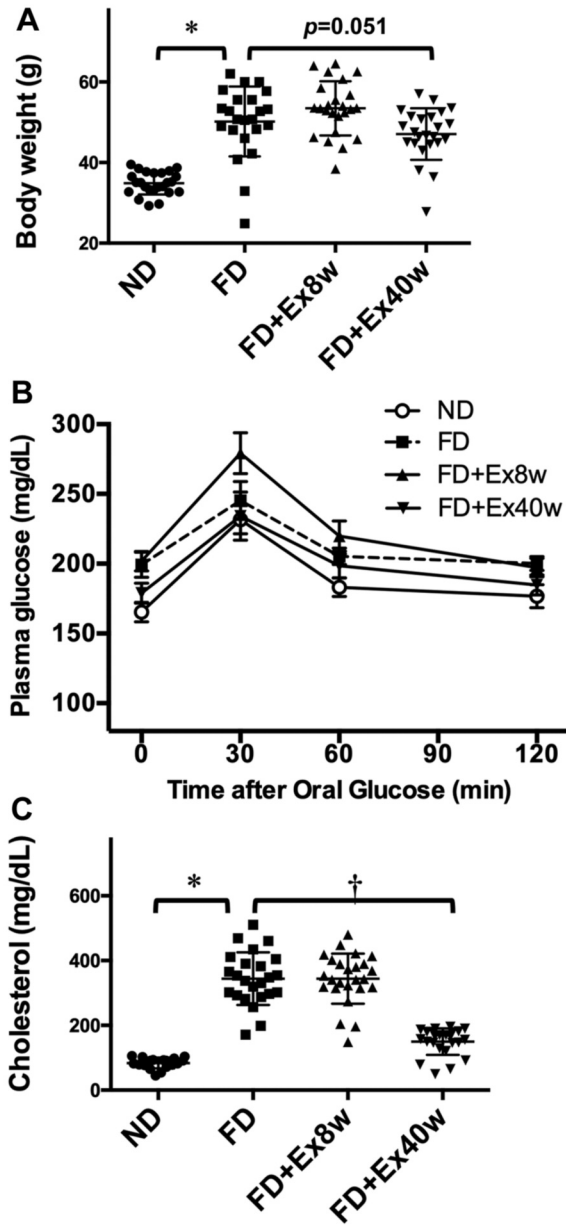 A
* p=0.051
Body weight (g)
60
40
20
ND
FD
FD+Ex8w
FD+Ex40w
B
Plasma glucose (mg/dL)
300
250
200
150
100
ND
FD
FD+Ex8w
FD+Ex40w
0 30 60 90 120
Time after Oral Glucose (min)
C
* †
Cholesterol (mg/dL)
600
400
200
0
ND
FD
FD+Ex8w
FD+Ex40w